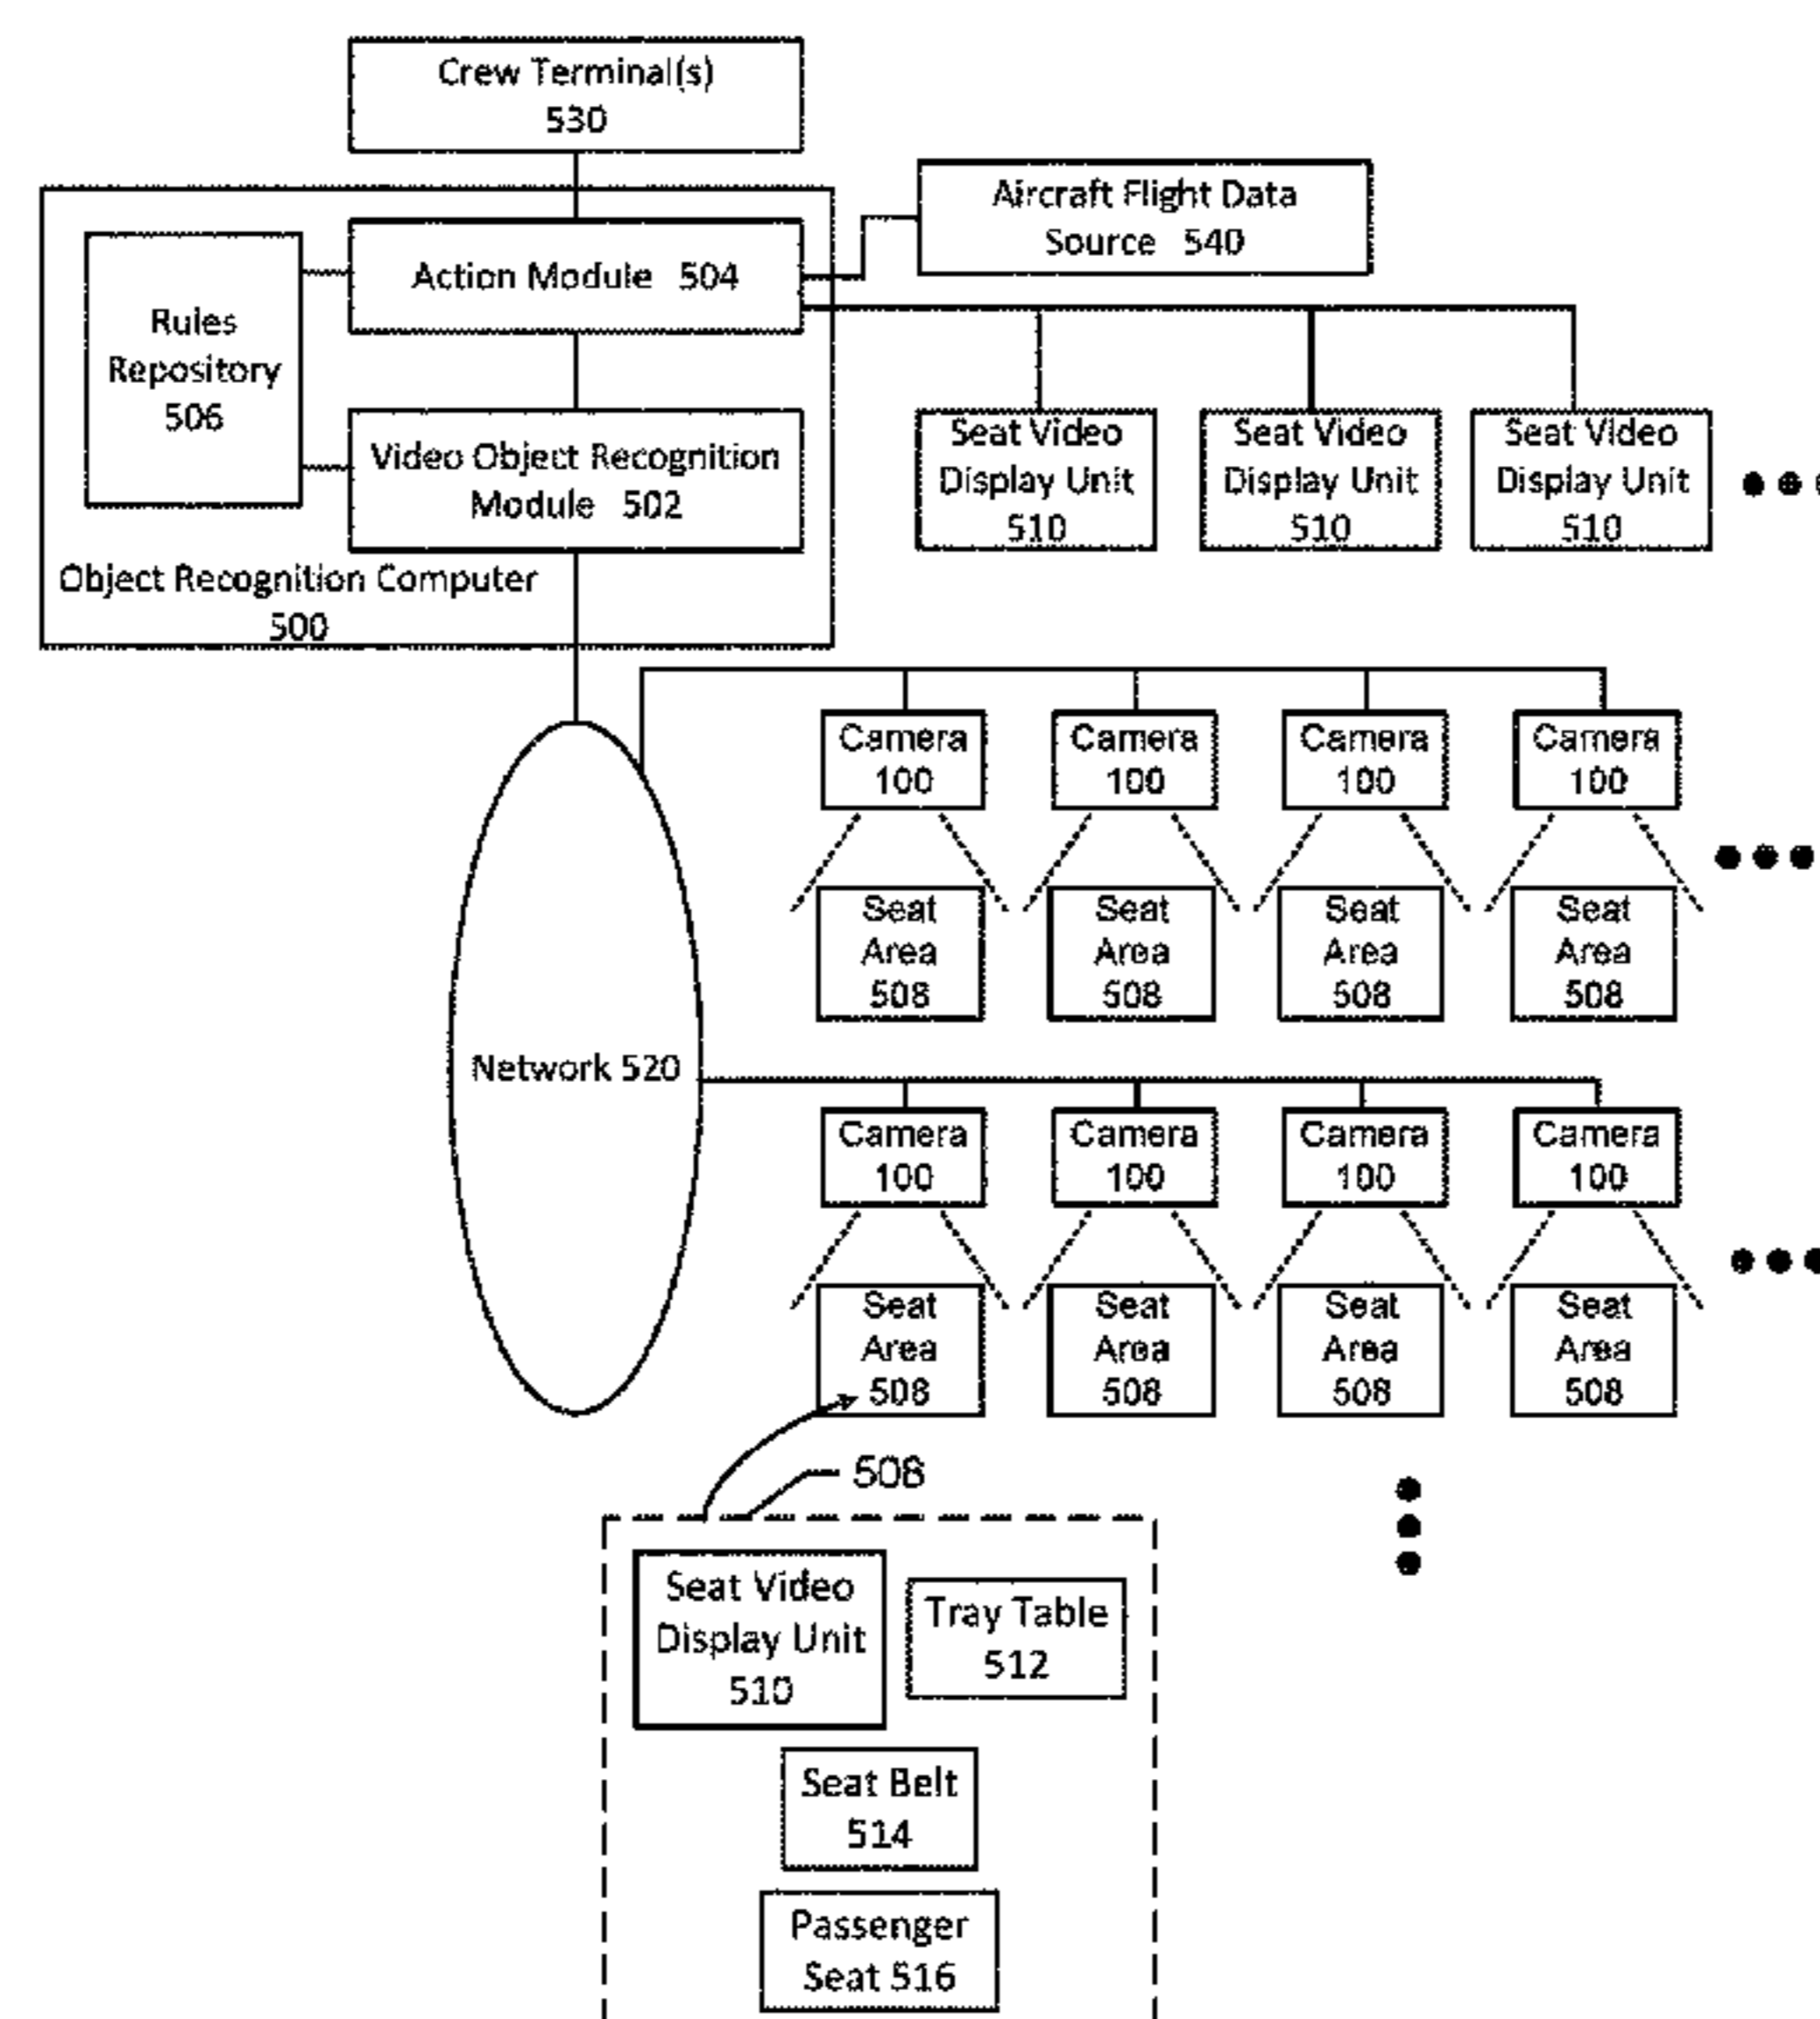 Crew Terminal(s)
530
Aircraft Flight Data
Source 540
Action Module 504
Rules
Repository
506
Video Object Recognition
Module 502
Object Recognition Computer
500
Seat Video
Display Unit
510
Seat Video
Display Unit
510
Seat Video
Display Unit
510
Camera
100
Camera
100
Camera
100
Camera
100
Seat
Area
508
Seat
Area
508
Seat
Area
508
Seat
Area
508
Network 520
Camera
100
Camera
100
Camera
100
Camera
100
Seat
Area
508
Seat
Area
508
Seat
Area
508
Seat
Area
508
508
Seat Video
Display Unit
510
Tray Table
512
Seat Belt
514
Passenger
Seat 516